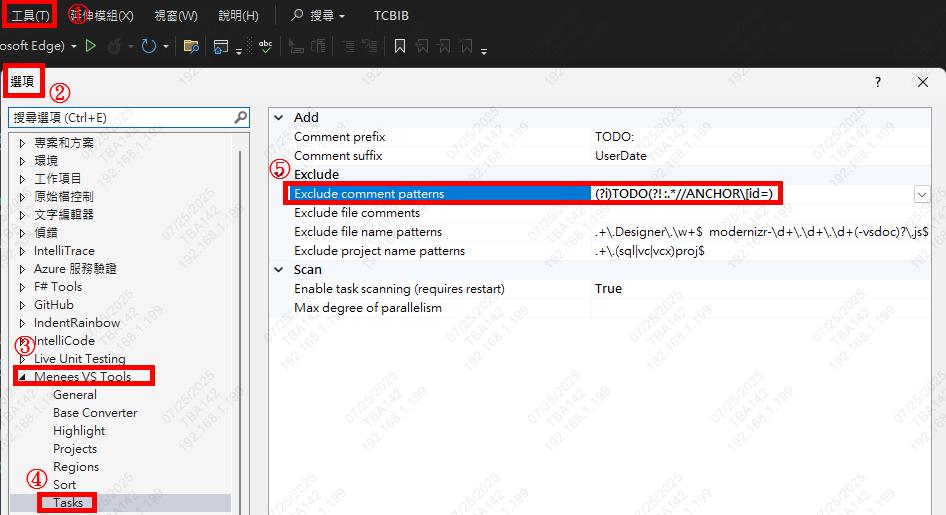 工具(T) ① 延伸模組(X) 視窗(W) 說明(H) 搜尋 TCBIB
osoft Edge) abc
選項 ② ?
搜尋選項 (Ctrl+E)
專案和方案
環境
工作項目
原始檔控制
文字編輯器
偵錯
IntelliTrace
Azure 服務驗證
F# Tools
GitHub
IndentRainbow
IntelliCode
③
Live Unit Testing
Menees VS Tools
General
Base Converter
Highlight
Projects
Regions
Sort
④
Tasks
Add
Comment prefix TODO:
Comment suffix UserDate
⑤ Exclude
Exclude comment patterns (?i)TODO(?!:.*//ANCHOR\[id=)
Exclude file comments
Exclude file name patterns .+\.Designer\.\w+$ modernizr-\d+\.\d+\.\d+(-vsdoc)?\.js$
Exclude project name patterns .+\.(sql|vc|vcx)proj$
Scan
Enable task scanning (requires restart) True
Max degree of parallelism
07/25/2025
TBA142
192.168.1.199